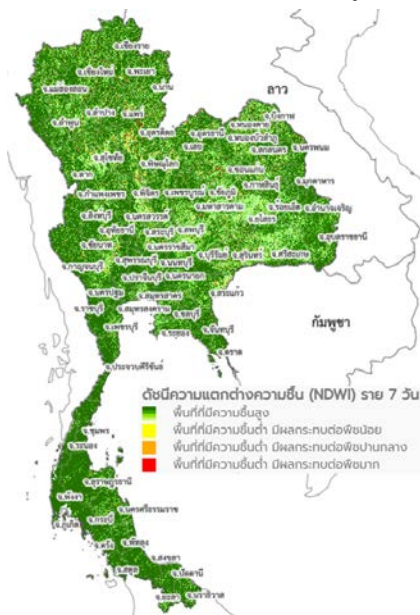 จ.เชียงราย
จ.เชียงใหม่
จ.พะเยา
จ.แม่ฮ่องสอน
จ.น่าน
ลาว
จ.ลำปาง
จ.แพร่
จ.บึงกาฬ
จ.ลำพูน
จ.อุตรดิตถ์
จ.อุดรธานี
จ.หนองคาย
จ.หนองบัวลำภู
จ.เลย
จ.สกลนคร
จ.นครพนม
จ.สุโขทัย
จ.พิษณุโลก
จ.ขอนแก่น
จ.ตาก
จ.กาฬสินธุ์
จ.มุกดาหาร
จ.กำแพงเพชร
จ.พิจิตร
จ.เพชรบูรณ์
จ.ชัยภูมิ
จ.มหาสารคาม
จ.ร้อยเอ็ด
จ.อำนาจเจริญ
จ.สิงห์บุรี
จ.นครสวรรค์
จ.ยโสธร
จ.อุทัยธานี
จ.สระบุรี
จ.ลพบุรี
จ.อุบลราชธานี
จ.ชัยนาท
จ.นครราชสีมา
จ.บุรีรัมย์
จ.สุรินทร์
จ.ศรีสะเกษ
จ.กาญจนบุรี
จ.สุพรรณบุรี
จ.นนทบุรี
จ.ปราจีนบุรี
จ.นครนายก
จ.สระแก้ว
จ.นครปฐม
จ.สมุทรสาคร
จ.ราชบุรี
จ.สมุทรสงคราม
จ.ชลบุรี
กัมพูชา
จ.เพชรบุรี
จ.ระยอง
จ.จันทบุรี
จ.ตราด
จ.ประจวบคีรีขันธ์
ดัชนีความแตกต่างความชื้น (NDWI) ราย 7 วัน
พื้นที่ที่มีความชื้นสูง
พื้นที่ที่มีความชื้นต่ำ มีผลกระทบต่อพืชน้อย
พื้นที่ที่มีความชื้นต่ำ มีผลกระทบต่อพืชปานกลาง
พื้นที่ที่มีความชื้นต่ำ มีผลกระทบต่อพืชมาก
จ.ชุมพร
จ.ระนอง
จ.สุราษฎร์ธานี
จ.พังงา
จ.นครศรีธรรมราช
จ.ภูเก็ต
จ.กระบี่
จ.ตรัง
จ.พัทลุง
จ.สงขลา
จ.สตูล
จ.ปัตตานี
จ.ยะลา
จ.นราธิวาส